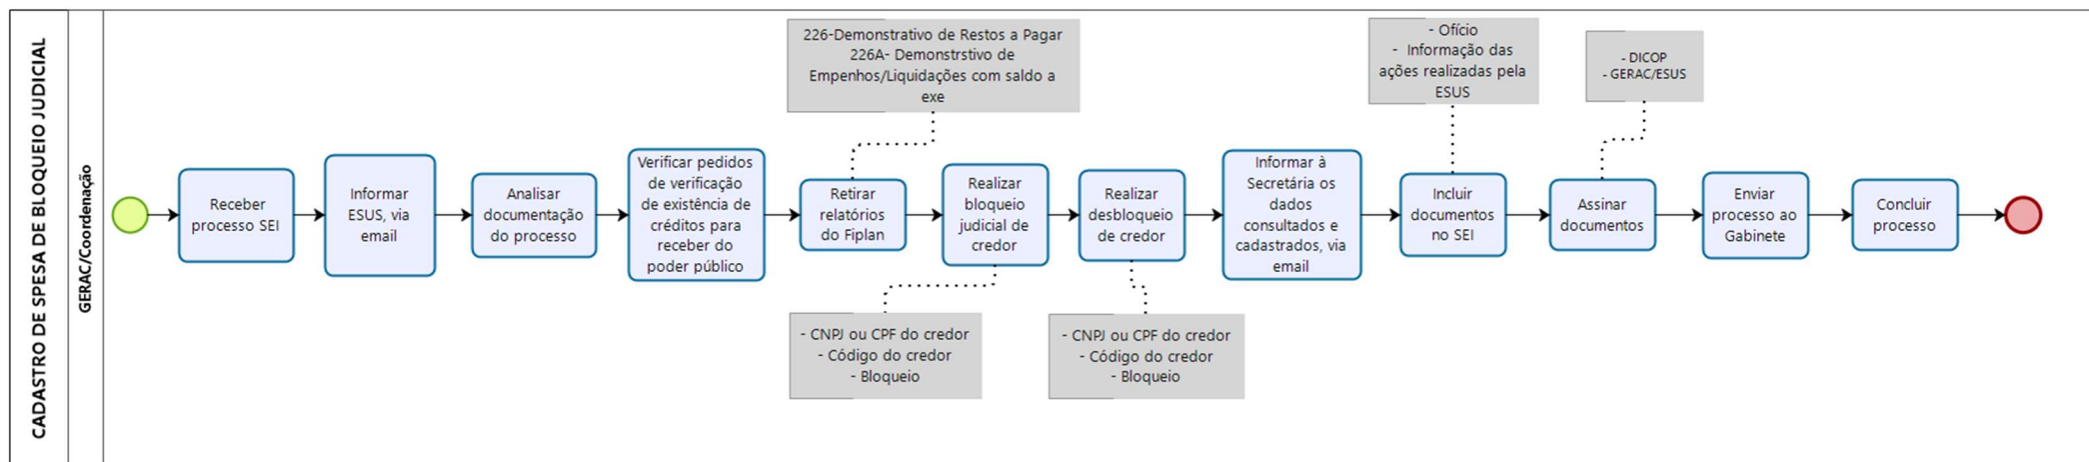 CADASTRO DE SPESA DE BLOQUEIO JUDICIAL
GERAC/Coordenação
Receber
processo SEI
Informar
ESUS, via
email
Analisar
documentação
do processo
Verificar pedidos
de verificação
de existência de
créditos para
receber do
poder público
226-Demonstrativo de Restos a Pagar
226A- Demonstrstivo de
Empenhos/Liquidações com saldo a
exe
Retirar
relatórios
do Fiplan
Realizar
bloqueio
judicial de
credor
- CNPJ ou CPF do credor
- Código do credor
- Bloqueio
Realizar
desbloqueio
de credor
- CNPJ ou CPF do credor
- Código do credor
- Bloqueio
Informar à
Secretária os
dados
consultados e
cadastrados, via
email
- Ofício
- Informação das
ações realizadas pela
ESUS
Incluir
documentos
no SEI
- DICOP
- GERAC/ESUS
Assinar
documentos
Enviar
processo ao
Gabinete
Concluir
processo